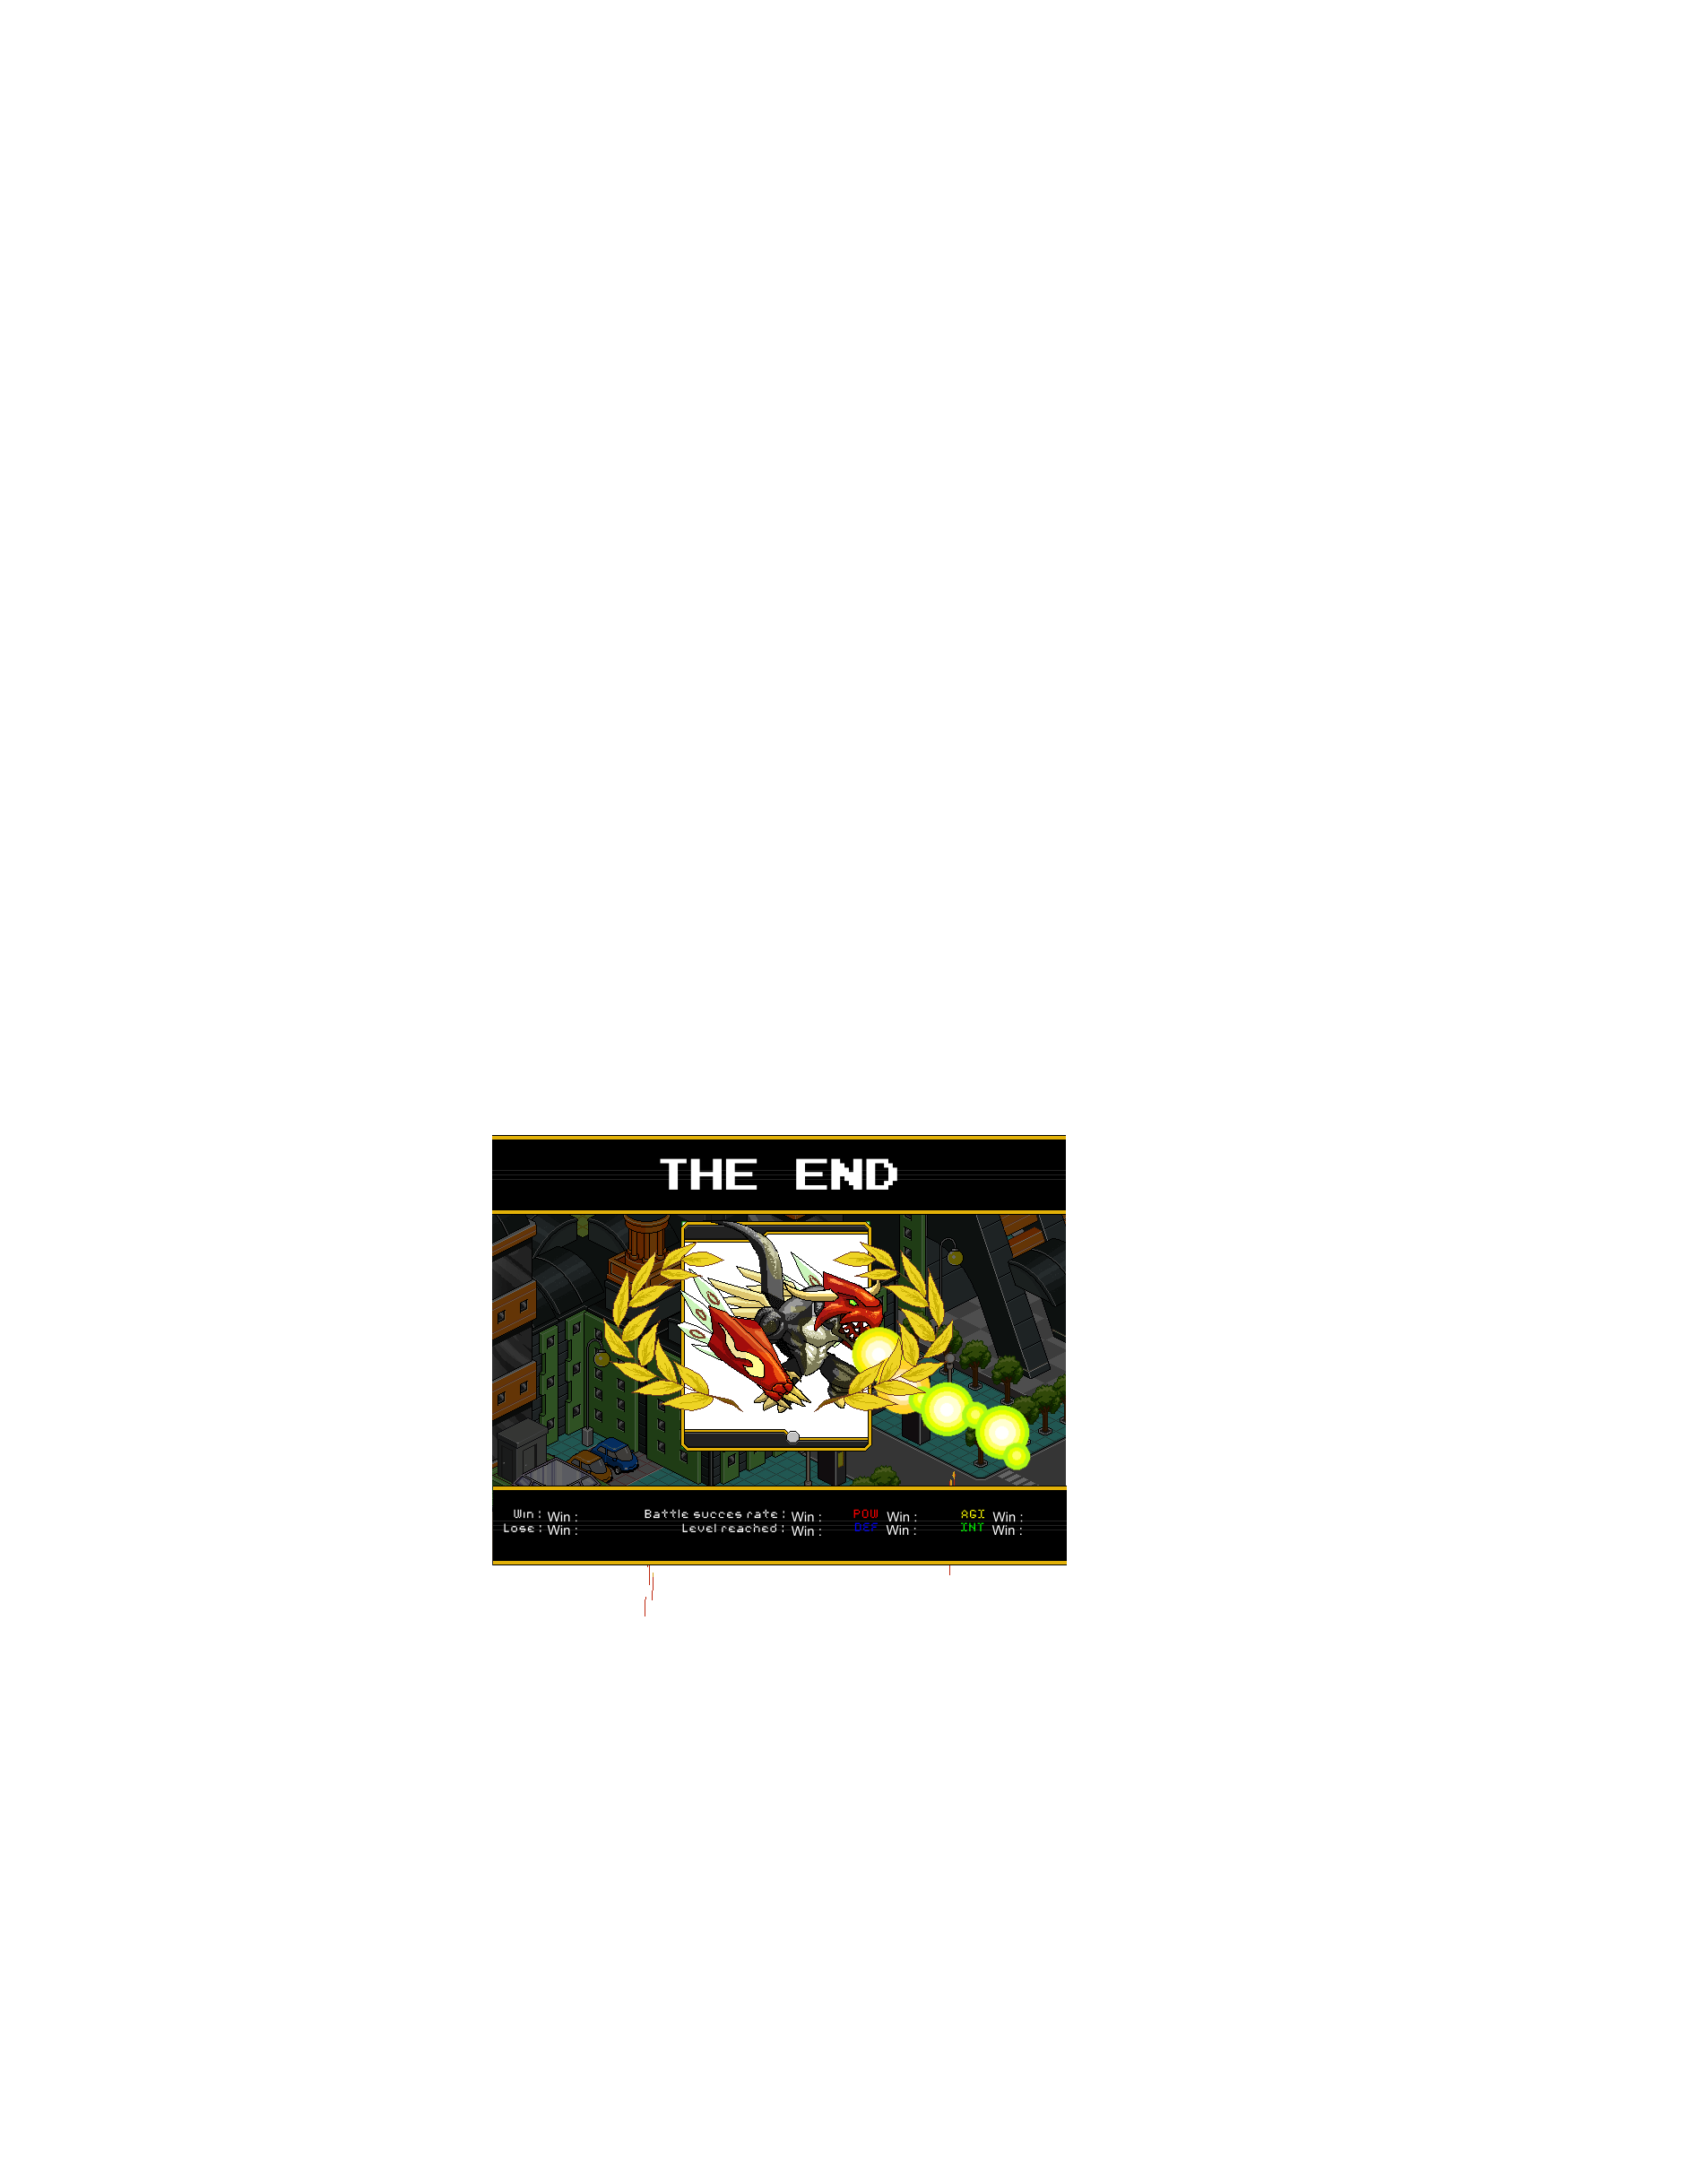 THE END
Win : Win : Battle succes rate : Win : POW Win : AGI Win :
Lose : Win : Level reached : Win : DEF Win : INT Win :